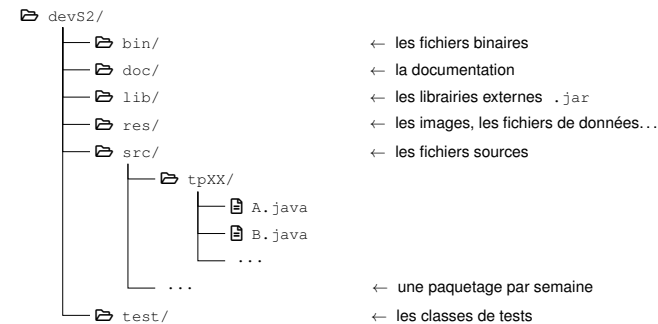 devS2/
bin/ ← les fichiers binaires
doc/ ← la documentation
lib/ ← les librairies externes .jar
res/ ← les images, les fichiers de données...
src/ ← les fichiers sources
tpXX/
A.java
B.java
...
... ← une paquetage par semaine
test/ ← les classes de tests